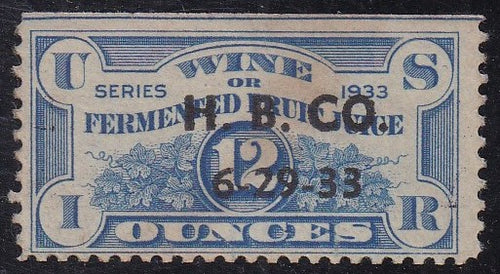 U S
WINE
OR
SERIES 1933
FERMENTED FRUIT JUICE
H. B. CO.
12
6-29-33
I R
OUNCES